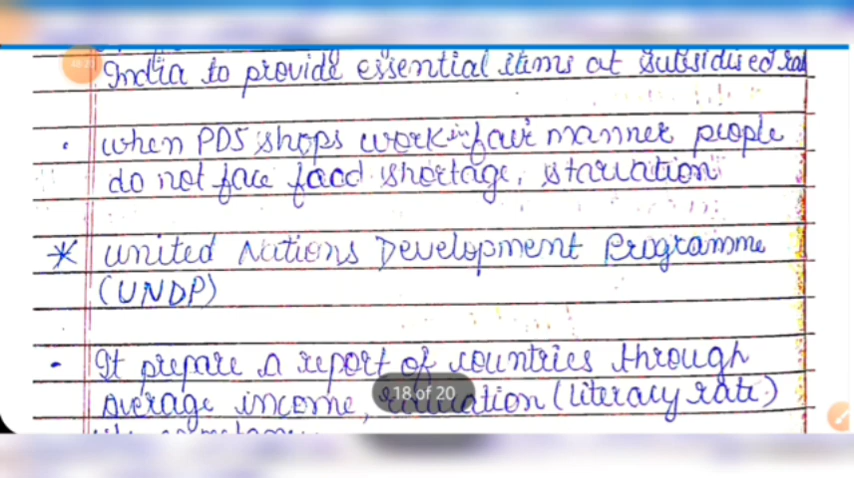 India to provide essential items at subsidised
• when PDS shops work in fair manner people
do not face food shortage, starvation
* united Nations Development Programme
(UNDP)
- It prepare a report of countries through
average income, education (literacy rate)
18 of 20